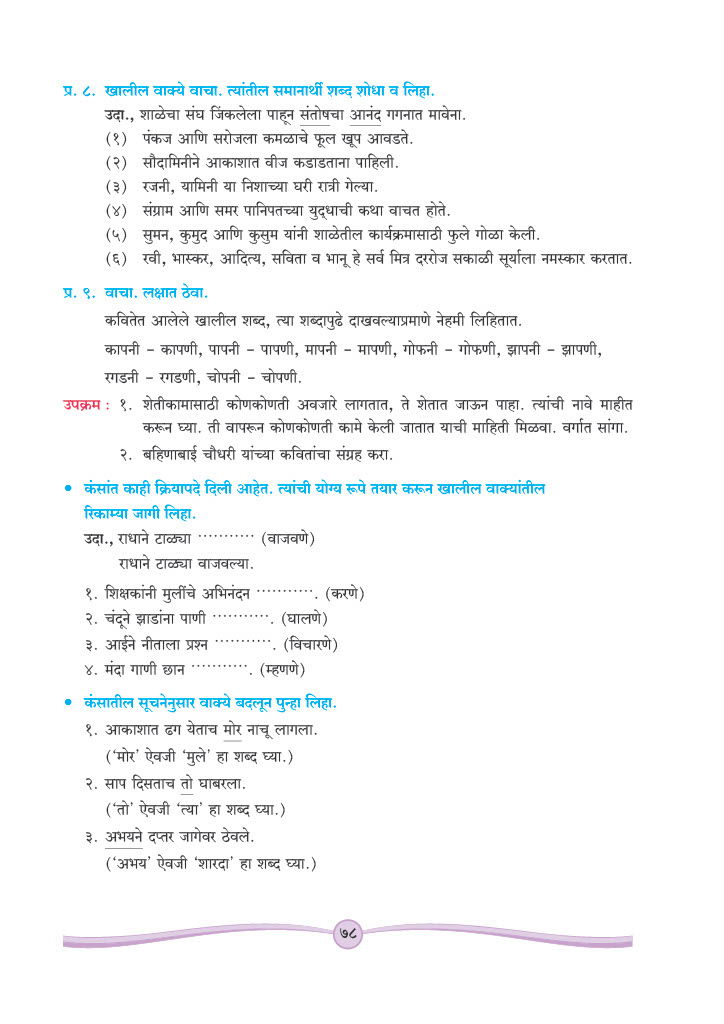 प्र. ८. खालील वाक्ये वाचा. त्यांतील समानार्थी शब्द शोधा व लिहा.
उदा., शाळेचा संघ जिंकलेला पाहून संतोषचा आनंद गगनात मावेना.
(१) पंकज आणि सरोजला कमळाचे फूल खूप आवडते.
(२) सौदामिनीने आकाशात वीज कडाडताना पाहिली.
(३) रजनी, यामिनी या निशाच्या घरी रात्री गेल्या.
(४) संग्राम आणि समर पानिपतच्या युद्धाची कथा वाचत होते.
(५) सुमन, कुमुद आणि कुसुम यांनी शाळेतील कार्यक्रमासाठी फुले गोळा केली.
(६) रवी, भास्कर, आदित्य, सविता व भानू हे सर्व मित्र दररोज सकाळी सूर्याला नमस्कार करतात.
प्र. ९. वाचा. लक्षात ठेवा.
कवितेत आलेले खालील शब्द, त्या शब्दापुढे दाखवल्याप्रमाणे नेहमी लिहितात.
कापनी – कापणी, पापनी – पापणी, मापनी – मापणी, गोफनी – गोफणी, झापनी – झापणी,
रगडनी – रगडणी, चोपनी – चोपणी.
उपक्रम : १. शेतीकामासाठी कोणकोणती अवजारे लागतात, ते शेतात जाऊन पाहा. त्यांची नावे माहीत
करून घ्या. ती वापरून कोणकोणती कामे केली जातात याची माहिती मिळवा. वर्गात सांगा.
२. बहिणाबाई चौधरी यांच्या कवितांचा संग्रह करा.
• कंसांत काही क्रियापदे दिली आहेत. त्यांची योग्य रूपे तयार करून खालील वाक्यांतील
रिकाम्या जागी लिहा.
उदा., राधाने टाळ्या ··········· (वाजवणे)
राधाने टाळ्या वाजवल्या.
१. शिक्षकांनी मुलींचे अभिनंदन ···········. (करणे)
२. चंदूने झाडांना पाणी ···········. (घालणे)
३. आईने नीताला प्रश्न ···········. (विचारणे)
४. मंदा गाणी छान ···········. (म्हणणे)
• कंसातील सूचनेनुसार वाक्ये बदलून पुन्हा लिहा.
१. आकाशात ढग येताच मोर नाचू लागला.
(‘मोर’ ऐवजी ‘मुले’ हा शब्द घ्या.)
२. साप दिसताच तो घाबरला.
(‘तो’ ऐवजी ‘त्या’ हा शब्द घ्या.)
३. अभयने दप्तर जागेवर ठेवले.
(‘अभय’ ऐवजी ‘शारदा’ हा शब्द घ्या.)
७८